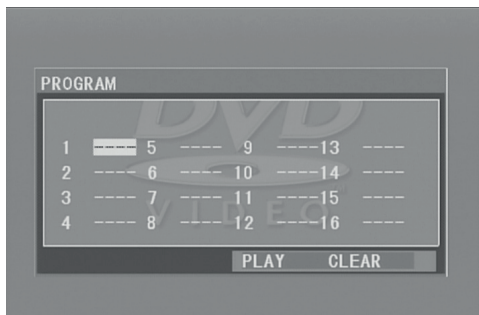 PROGRAM
DVD
VIDEO
1 ---- 5 ---- 9 ----13 ----
2 ---- 6 ---- 10 ----14 ----
3 ---- 7 ---- 11 ----15 ----
4 ---- 8 ---- 12 ----16 ----
PLAY CLEAR